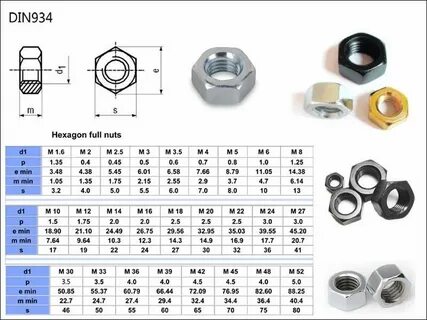 DIN934
d1
e
m
s
Hexagon full nuts
d1 M 1.6 M 2 M 2.5 M 3 M 3.5 M 4 M 5 M 6 M 8
p 1.35 0.4 0.45 0.5 0.6 0.7 0.8 1.0 1.25
e min 3.48 4.38 5.45 6.01 6.58 7.66 8.79 11.05 14.38
m min 1.05 1.35 1.75 2.15 2.55 2.9 3.7 4.7 6.14
s 3.2 4.0 5.0 5.5 6.0 7.0 8.0 10 13
d1 M 10 M 12 M 14 M 16 M 18 M 20 M 22 M 24 M 27
p 1.5 1.75 2.0 2.0 2.5 2.5 2.5 3.0 3.0
e min 18.90 21.10 24.49 26.75 29.56 32.95 35.03 39.55 45.20
m min 7.64 9.64 10.3 12.3 14.3 14.9 16.9 17.7 20.7
s 17 19 22 24 27 30 32 36 41
d1 M 30 M 33 M 36 M 39 M 42 M 45 M 48 M 52
p 3.5 3.5 4.0 4.0 4.5 4.5 5.0 5.0
e min 50.85 55.37 60.79 66.44 72.09 76.95 82.60 88.25
m min 22.7 24.7 27.4 29.4 32.4 34.4 36.4 40.4
s 46 50 55 60 65 70 75 80